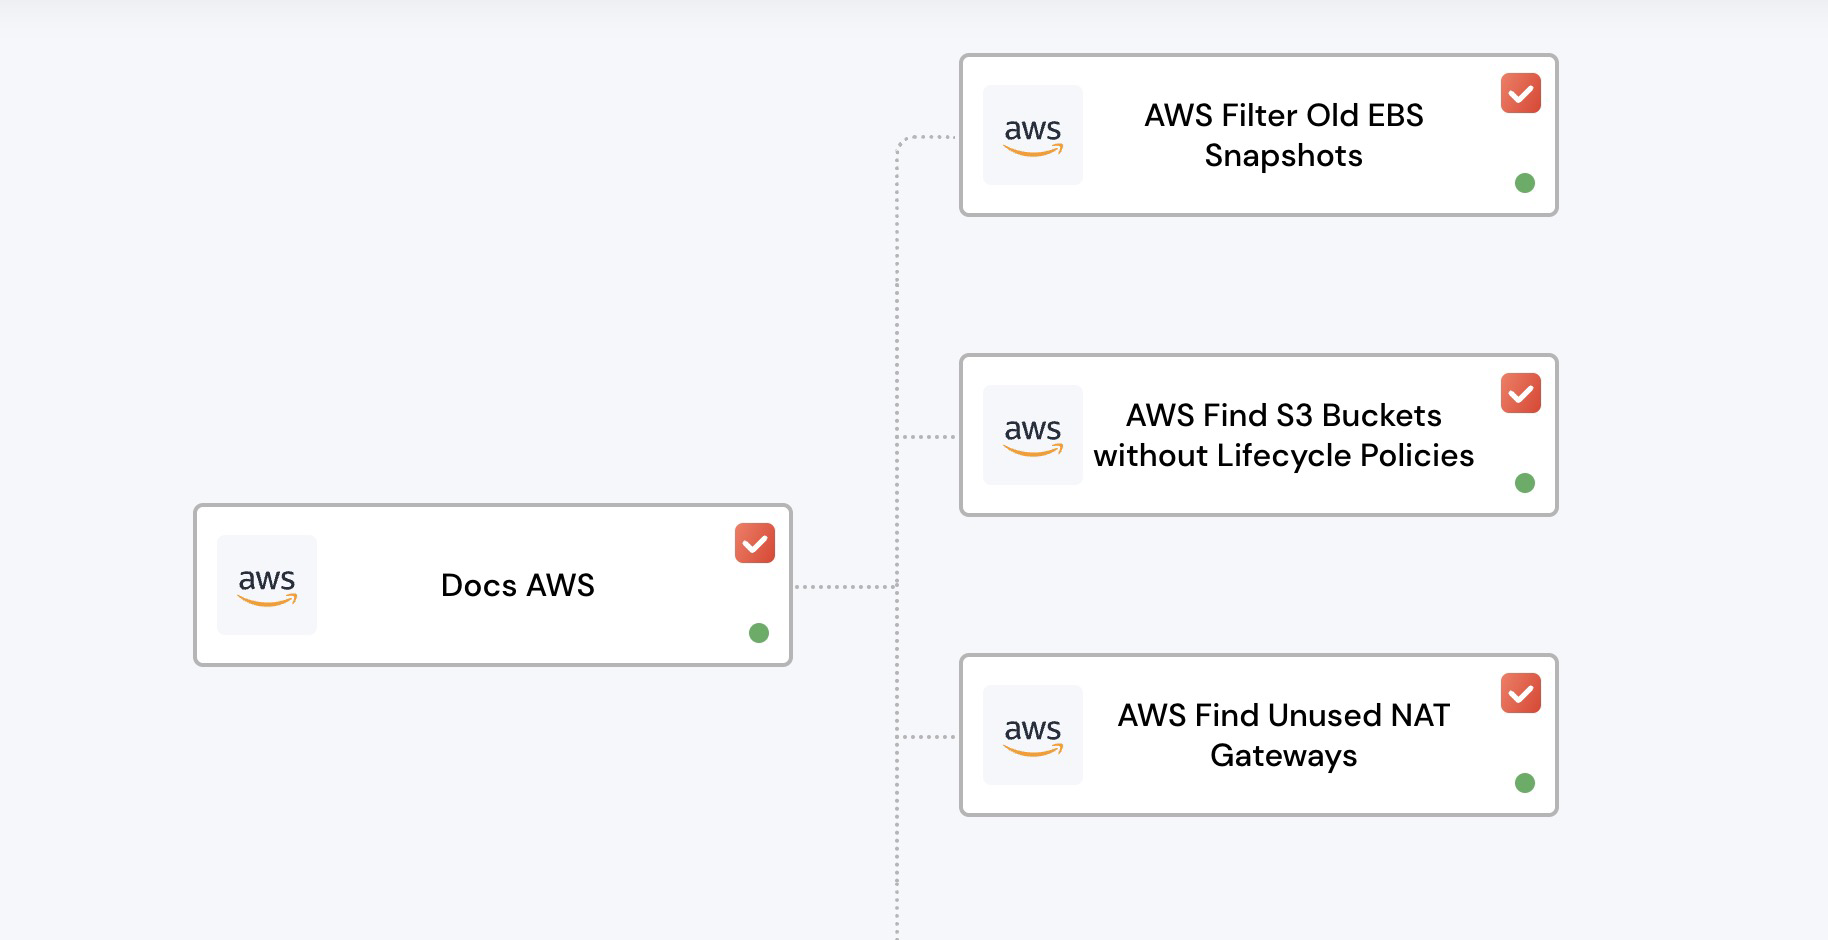 aws
AWS Filter Old EBS
Snapshots
aws
AWS Find S3 Buckets
without Lifecycle Policies
aws
Docs AWS
aws
AWS Find Unused NAT
Gateways